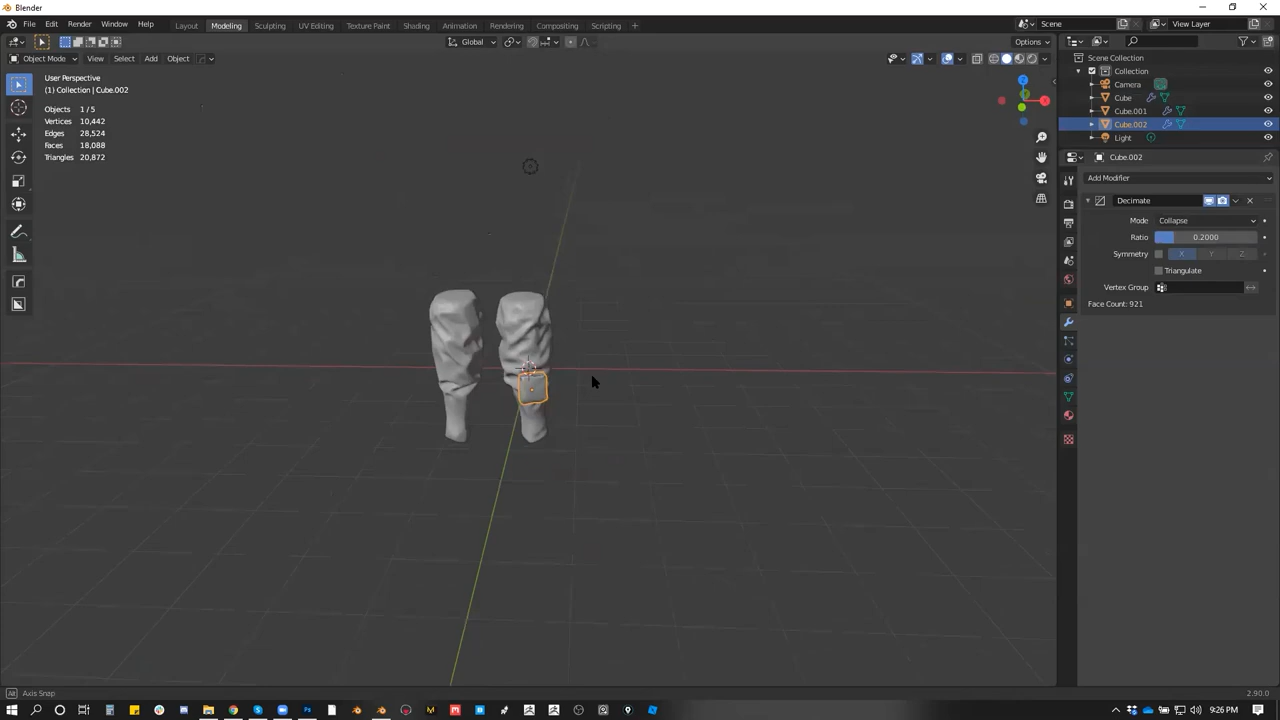 Blender
File Edit Render Window Help Layout Modeling Sculpting UV Editing Texture Paint Shading Animation Rendering Compositing Scripting + Scene View Layer
Global Options
Object Mode View Select Add Object
User Perspective
(1) Collection | Cube.002
Objects 1 / 5
Vertices 10,442
Edges 28,524
Faces 18,088
Triangles 20,872
X
Z
Scene Collection
Collection
Camera
Cube
Cube.001
Cube.002
Light
Cube.002
Add Modifier
Decimate
Mode Collapse
Ratio 0.2000
Symmetry X Y Z
Triangulate
Vertex Group
Face Count: 921
Alt Axis Snap 2.90.0
9:26 PM